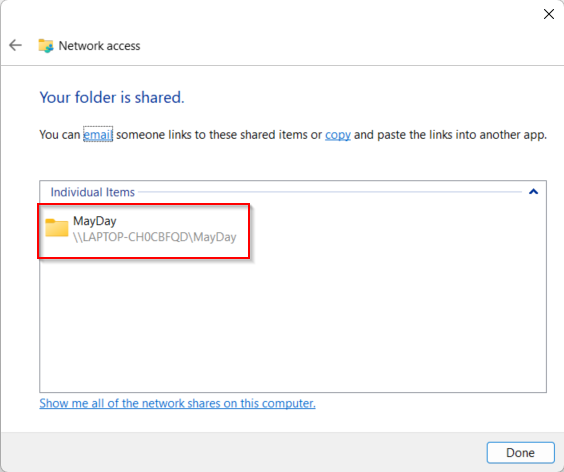 Network access
Your folder is shared.
You can email someone links to these shared items or copy and paste the links into another app.
Individual Items
MayDay
\\LAPTOP-CH0CBFQD\MayDay
Show me all of the network shares on this computer.
Done